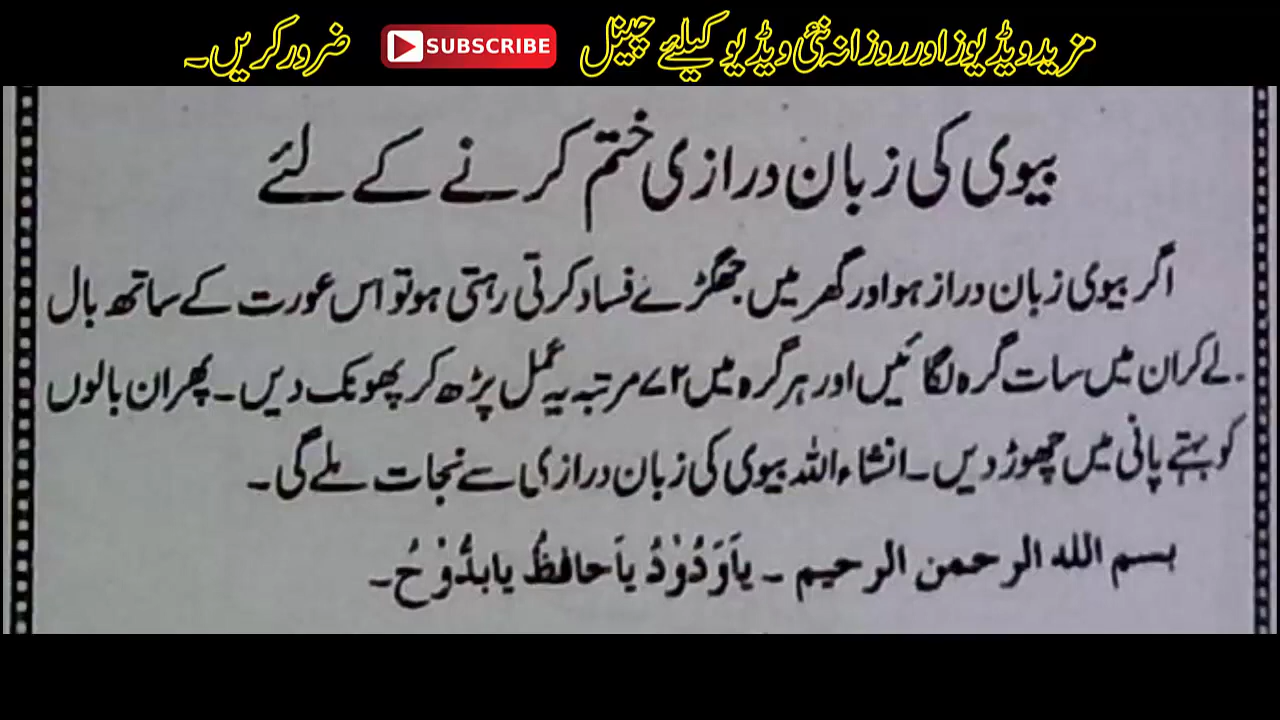 مزید ویڈیوز اور روزانہ نئی ویڈیو کیلئے چینل SUBSCRIBE ضرور کریں۔
بیوی کی زبان درازی ختم کرنے کے لئے
اگر بیوی زبان دراز ہو اور گھر میں جھگڑے فساد کرتی رہتی ہو تو اس عورت کے سات بال
لے کر ان میں سات گرہ لگائیں اور ہر گرہ میں ۷۲ مرتبہ یہ عمل پڑھ کر پھونک دیں۔ پھر ان بالوں
کو بہتے پانی میں چھوڑ دیں۔ انشاء اللہ بیوی کی زبان درازی سے نجات ملے گی۔
بسم الله الرحمن الرحیم ۔ یَاوَدُوْدُ یَاحَافِظُ یَابُدُّوْحُ۔